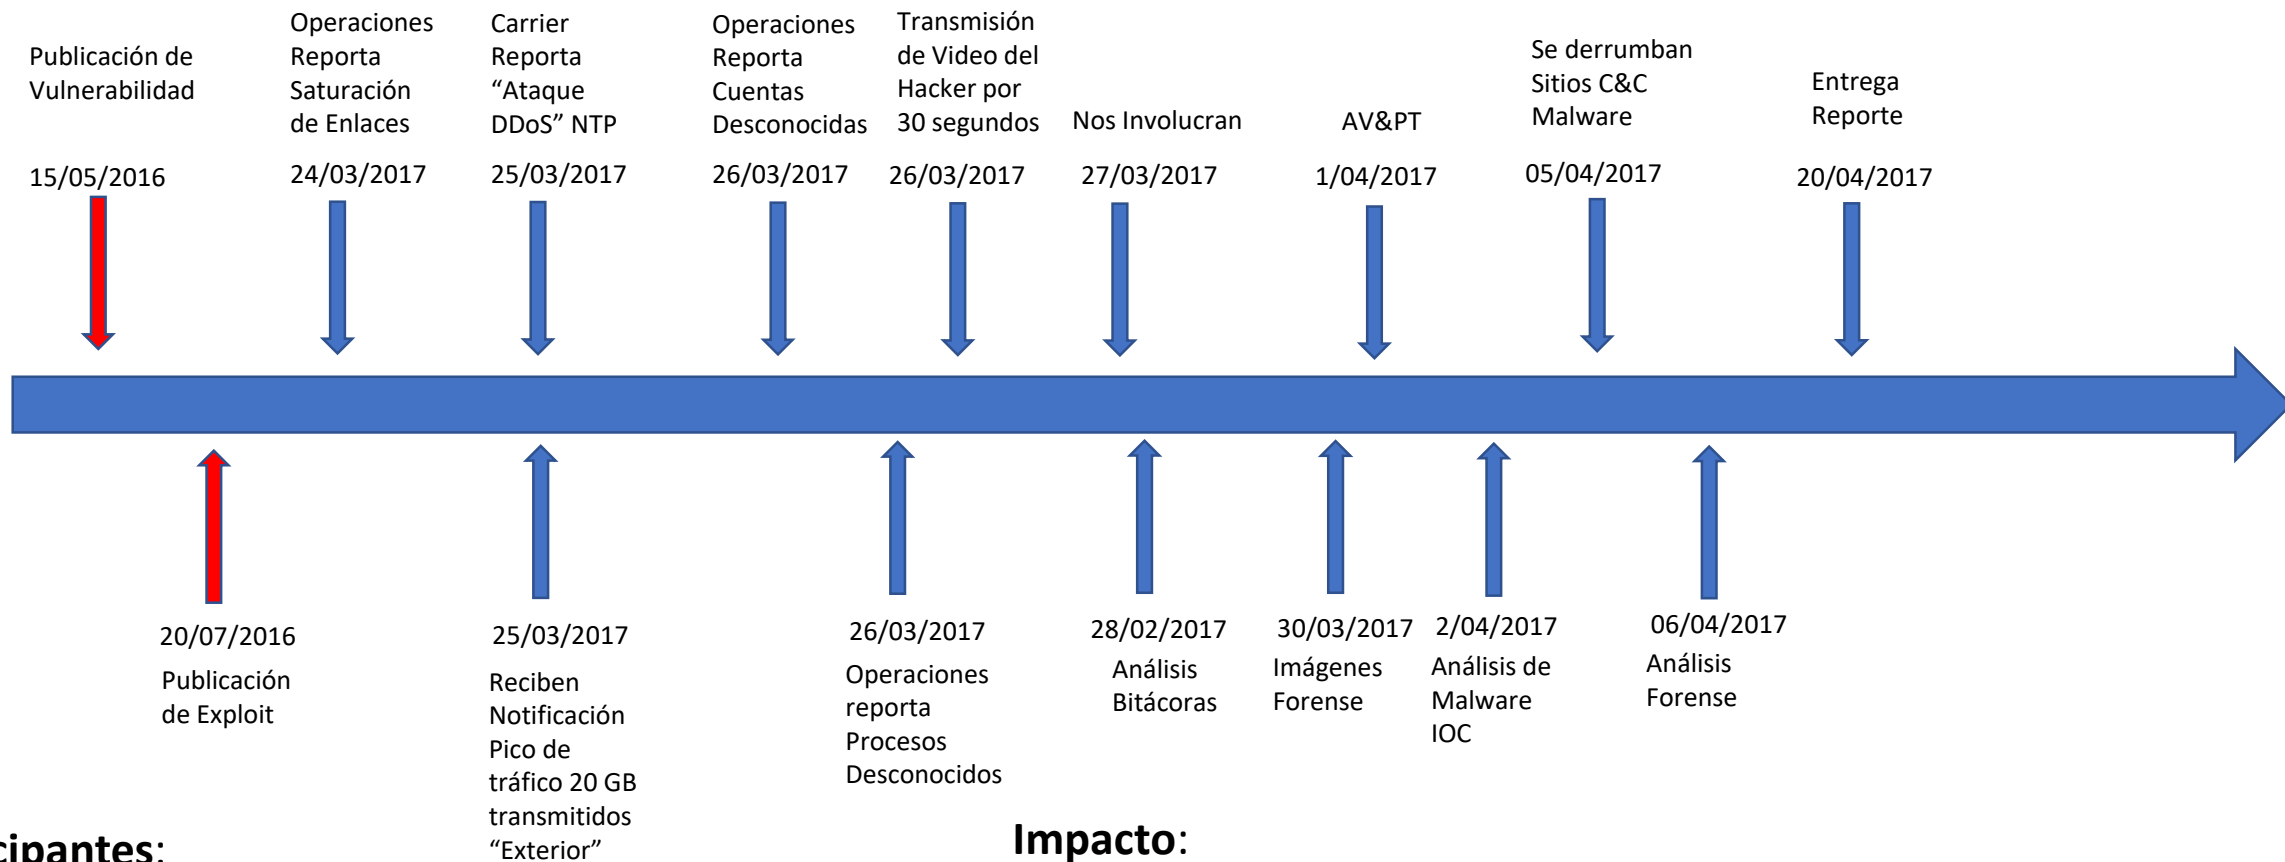 Publicación de
Vulnerabilidad
15/05/2016
Operaciones
Reporta
Saturación
de Enlaces
24/03/2017
Carrier
Reporta
“Ataque
DDoS” NTP
25/03/2017
Operaciones
Reporta
Cuentas
Desconocidas
26/03/2017
Transmisión
de Video del
Hacker por
30 segundos
26/03/2017
Nos Involucran
27/03/2017
AV&PT
1/04/2017
Se derrumban
Sitios C&C
Malware
05/04/2017
Entrega
Reporte
20/04/2017
20/07/2016
Publicación
de Exploit
25/03/2017
Reciben
Notificación
Pico de
tráfico 20 GB
transmitidos
“Exterior”
26/03/2017
Operaciones
reporta
Procesos
Desconocidos
28/02/2017
Análisis
Bitácoras
30/03/2017
Imágenes
Forense
2/04/2017
Análisis de
Malware
IOC
06/04/2017
Análisis
Forense
cipantes:
Impacto: